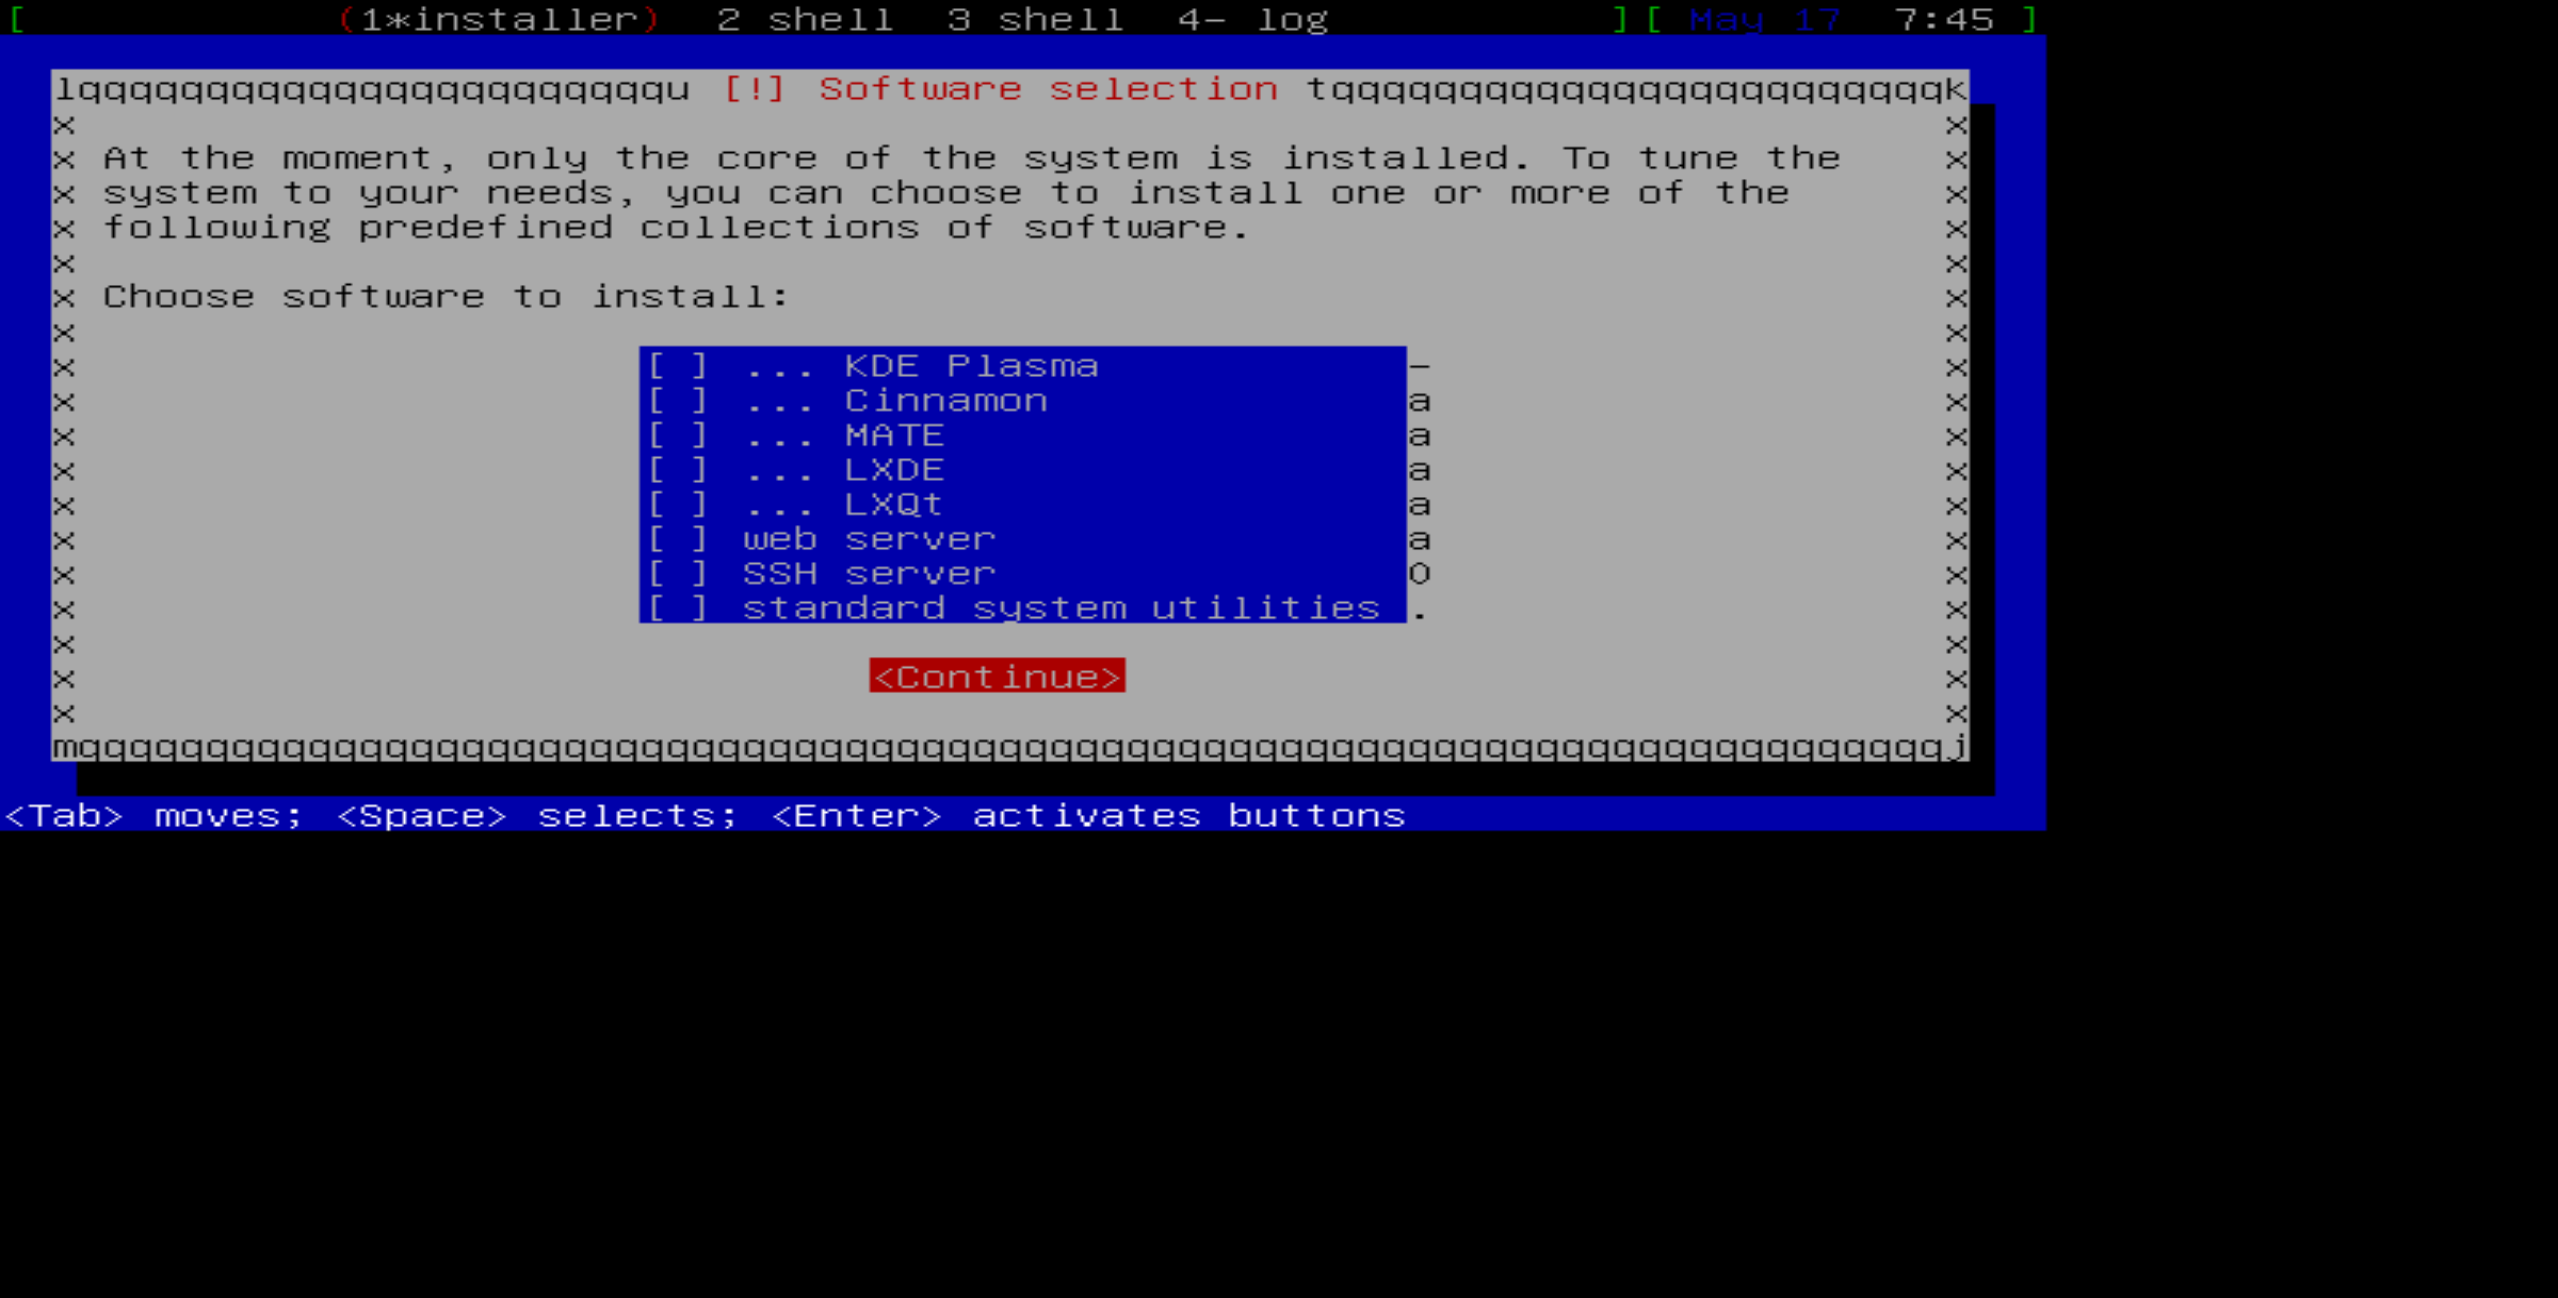 [ (1*installer) 2 shell 3 shell 4- log ][ May 17 7:45 ]
lqqqqqqqqqqqqqqqqqqqqqqqqu [!] Software selection tqqqqqqqqqqqqqqqqqqqqqqqqk
x x
x At the moment, only the core of the system is installed. To tune the x
x system to your needs, you can choose to install one or more of the x
x following predefined collections of software. x
x x
x Choose software to install: x
x x
x [ ] ... KDE Plasma - x
x [ ] ... Cinnamon a x
x [ ] ... MATE a x
x [ ] ... LXDE a x
x [ ] ... LXQt a x
x [ ] web server a x
x [ ] SSH server 0 x
x [ ] standard system utilities . x
x x
x <Continue> x
x x
mqqqqqqqqqqqqqqqqqqqqqqqqqqqqqqqqqqqqqqqqqqqqqqqqqqqqqqqqqqqqqqqqqqqqqqqqqj
<Tab> moves; <Space> selects; <Enter> activates buttons